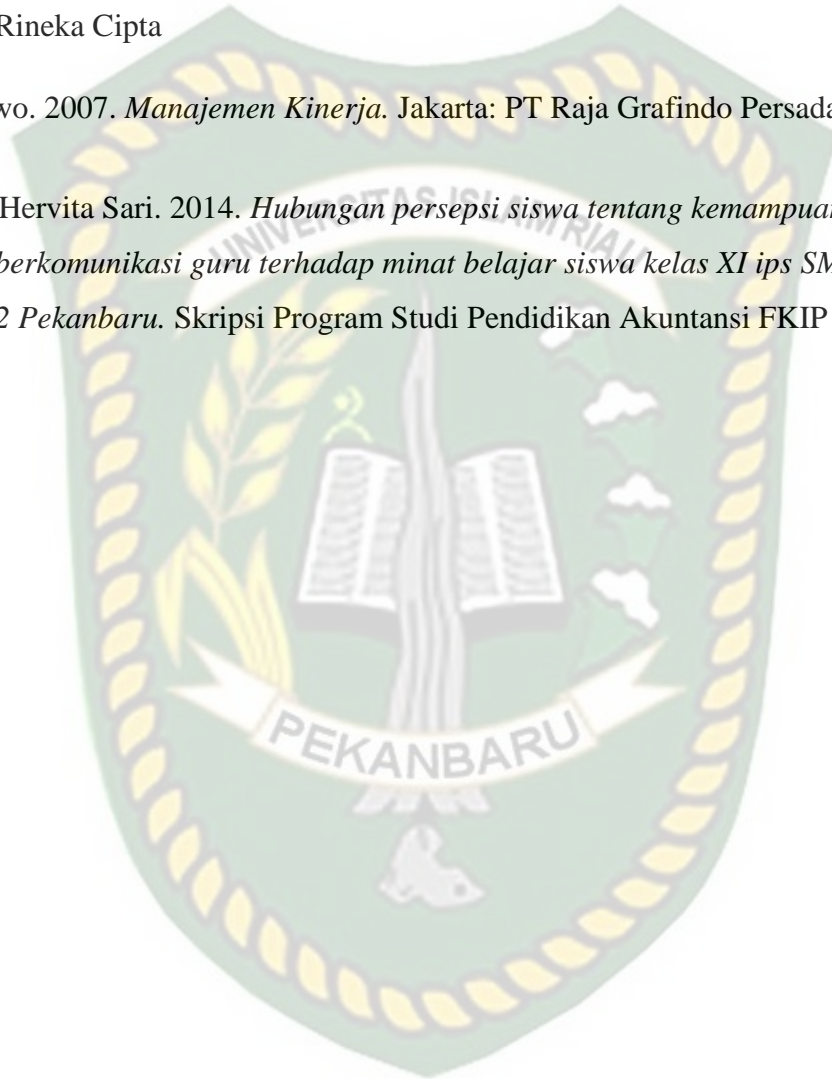 Rineka Cipta
wo. 2007. Manajemen Kinerja. Jakarta: PT Raja Grafindo Persada
Hervita Sari. 2014. Hubungan persepsi siswa tentang kemampuan
berkomunikasi guru terhadap minat belajar siswa kelas XI ips SM
2 Pekanbaru. Skripsi Program Studi Pendidikan Akuntansi FKIP
UNIVERSITAS ISLAM RIAU
PEKANBARU